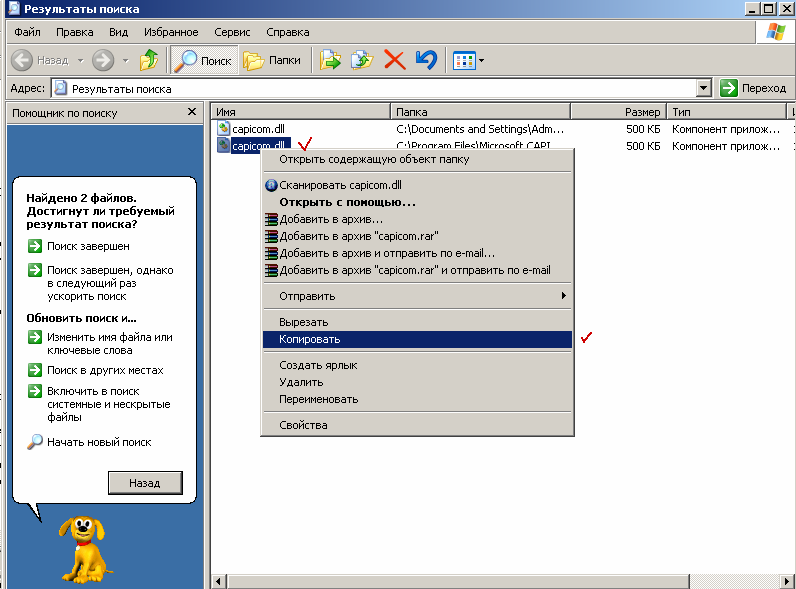 Результаты поиска
Файл Правка Вид Избранное Сервис Справка
Назад Поиск Папки
Адрес: Результаты поиска Переход
Помощник по поиску
Имя Папка Размер Тип
capicom.dll C:\Documents and Settings\Adm... 500 КБ Компонент прилож...
capicom.dll C:\Program Files\Microsoft CAPI 500 КБ Компонент прилож...
Найдено 2 файлов.
Достигнут ли требуемый
результат поиска?
Поиск завершен
Поиск завершен, однако
в следующий раз
ускорить поиск
Обновить поиск и...
Изменить имя файла или
ключевые слова
Поиск в других местах
Включить в поиск
системные и нескрытые
файлы
Начать новый поиск
Назад
Открыть содержащую объект папку
Сканировать capicom.dll
Открыть с помощью...
Добавить в архив...
Добавить в архив "capicom.rar"
Добавить в архив и отправить по e-mail...
Добавить в архив "capicom.rar" и отправить по e-mail
Отправить
Вырезать
Копировать
Создать ярлык
Удалить
Переименовать
Свойства